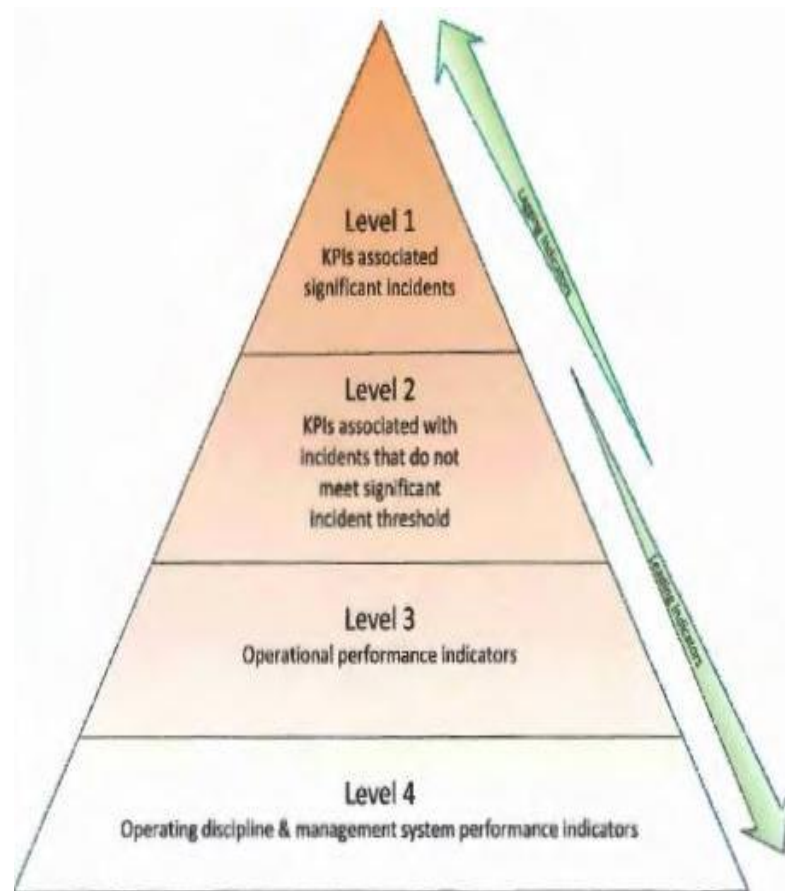 Level 1
KPIs associated
significant incidents
Lagging Indicators
Level 2
KPIs associated with
incidents that do not
meet significant
incident threshold
Leading Indicators
Level 3
Operational performance indicators
Level 4
Operating discipline & management system performance indicators